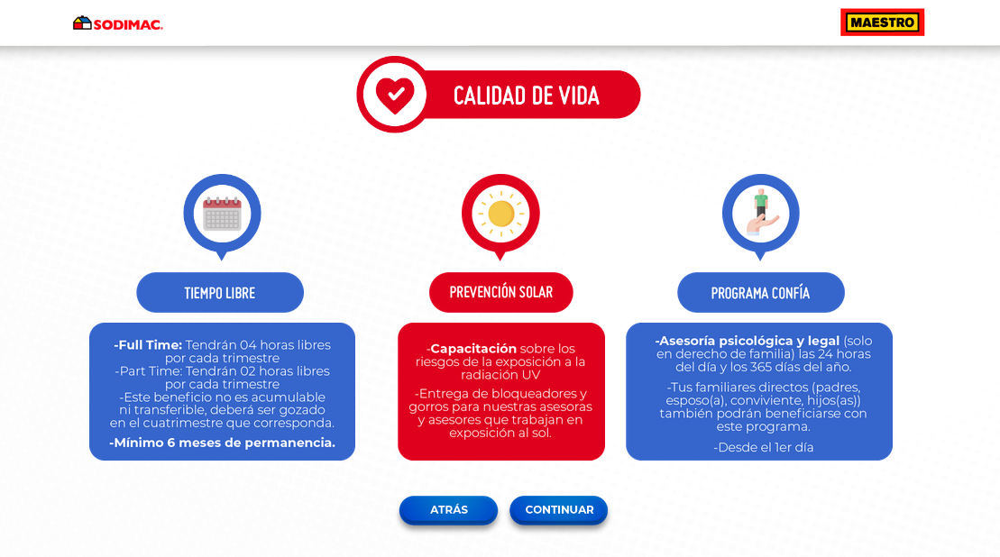 SODIMAC
MAESTRO
CALIDAD DE VIDA
TIEMPO LIBRE
-Full Time: Tendrán 04 horas libres
por cada trimestre
-Part Time: Tendrán 02 horas libres
por cada trimestre
-Este beneficio no es acumulable
ni transferible, deberá ser gozado
en el cuatrimestre que corresponda.
-Mínimo 6 meses de permanencia.
PREVENCIÓN SOLAR
-Capacitación sobre los
riesgos de la exposición a la
radiación UV
-Entrega de bloqueadores y
gorros para nuestras asesoras
y asesores que trabajan en
exposición al sol.
PROGRAMA CONFÍA
-Asesoría psicológica y legal (solo
en derecho de familia) las 24 horas
del día y los 365 días del año.
-Tus familiares directos (padres,
esposo(a), conviviente, hijos(as))
también podrán beneficiarse con
este programa.
-Desde el 1er día
ATRÁS
CONTINUAR